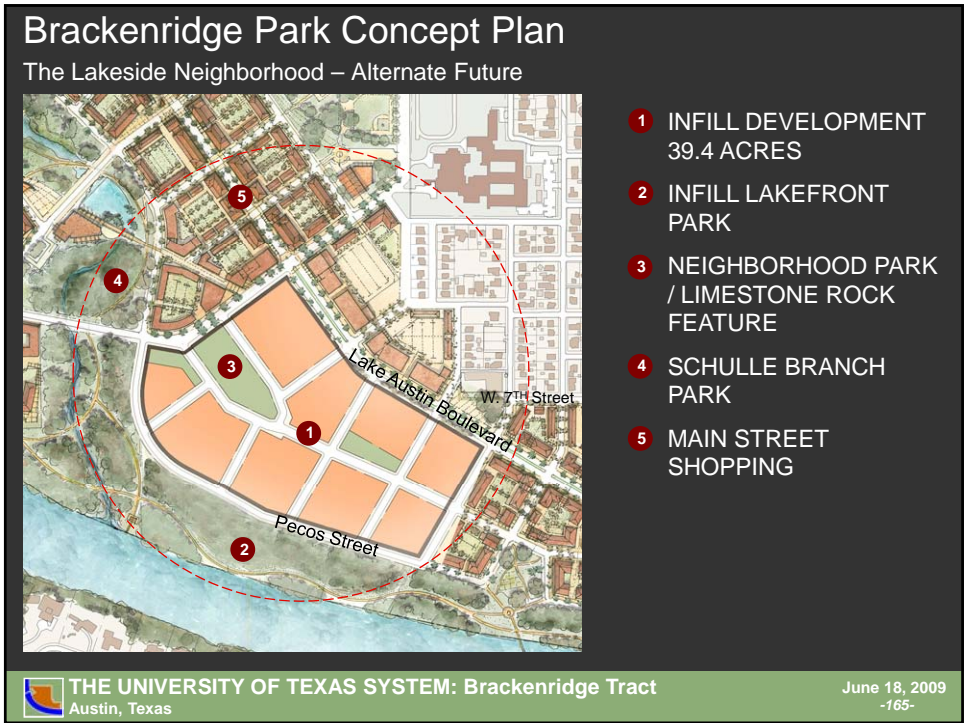 Brackenridge Park Concept Plan
The Lakeside Neighborhood – Alternate Future
5
4
3
1
2
Lake Austin Boulevard
W. 7TH Street
Pecos Street
1 INFILL DEVELOPMENT
39.4 ACRES
2 INFILL LAKEFRONT
PARK
3 NEIGHBORHOOD PARK
/ LIMESTONE ROCK
FEATURE
4 SCHULLE BRANCH
PARK
5 MAIN STREET
SHOPPING
THE UNIVERSITY OF TEXAS SYSTEM: Brackenridge Tract
Austin, Texas
June 18, 2009
-165-